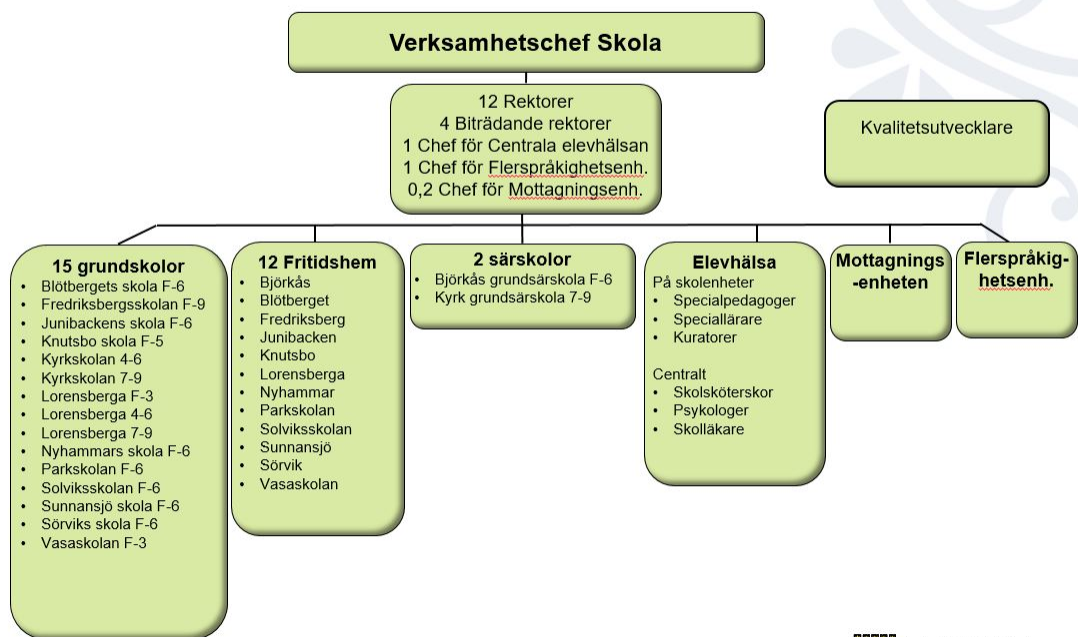 Verksamhetschef Skola
12 Rektorer
4 Biträdande rektorer
1 Chef för Centrala elevhälsan
1 Chef för Flerspråkighetsenh.
0,2 Chef för Mottagningsenh.
Kvalitetsutvecklare
15 grundskolor
• Blötbergets skola F-6
• Fredriksbergsskolan F-9
• Junibackens skola F-6
• Knutsbo skola F-5
• Kyrkskolan 4-6
• Kyrkskolan 7-9
• Lorensberga F-3
• Lorensberga 4-6
• Lorensberga 7-9
• Nyhammars skola F-6
• Parkskolan F-6
• Solviksskolan F-6
• Sunnansjö skola F-6
• Sörviks skola F-6
• Vasaskolan F-3
12 Fritidshem
• Björkås
• Blötberget
• Fredriksberg
• Junibacken
• Knutsbo
• Lorensberga
• Nyhammar
• Parkskolan
• Solviksskolan
• Sunnansjö
• Sörvik
• Vasaskolan
2 särskolor
• Björkås grundsärskola F-6
• Kyrk grundsärskola 7-9
Elevhälsa
På skolenheter
• Specialpedagoger
• Speciallärare
• Kuratorer
Centralt
• Skolsköterskor
• Psykologer
• Skolläkare
Mottagnings
-enheten
Flerspråkig-
hetsenh.